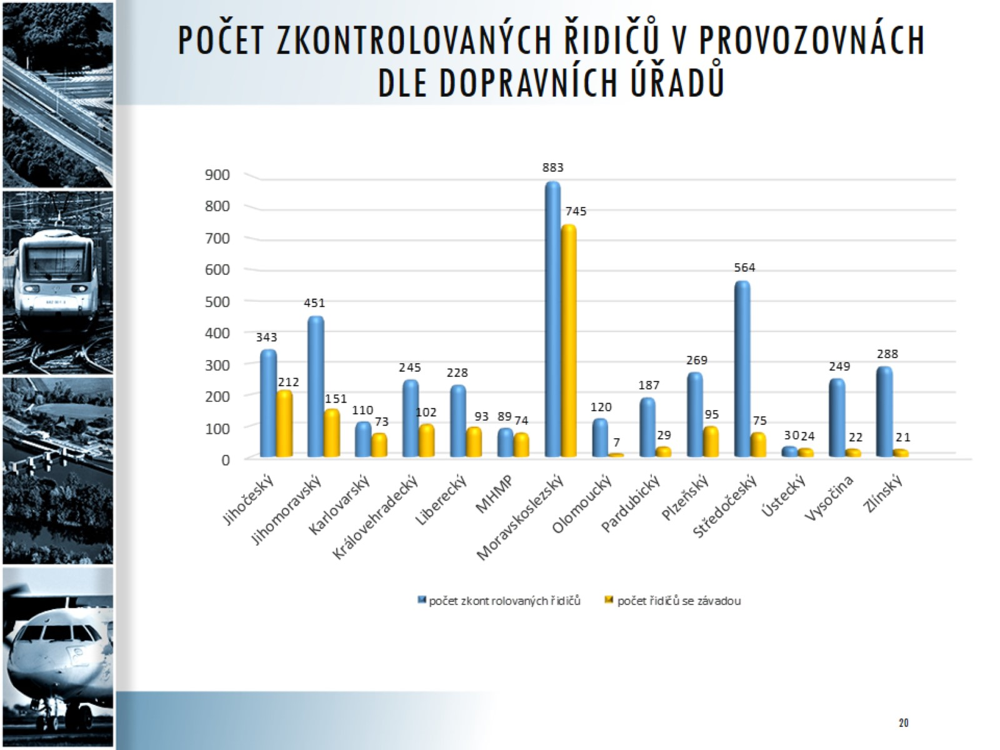 POČET ZKONTROLOVANÝCH ŘIDIČŮ V PROVOZOVNÁCH
DLE DOPRAVNÍCH ÚŘADŮ
900
800
700
600
500
400
300
200
100
0
343
212
451
151
110
73
245
102
228
93
89
74
883
745
120
7
187
29
269
95
564
75
30
24
249
22
288
21
Jihočeský
Jihomoravský
Karlovarský
Královehradecký
Liberecký
MHMP
Moravskoslezský
Olomoucký
Pardubický
Plzeňský
Středočeský
Ústecký
Vysočina
Zlínský
počet zkontrolovaných řidičů
počet řidičů se závadou
20